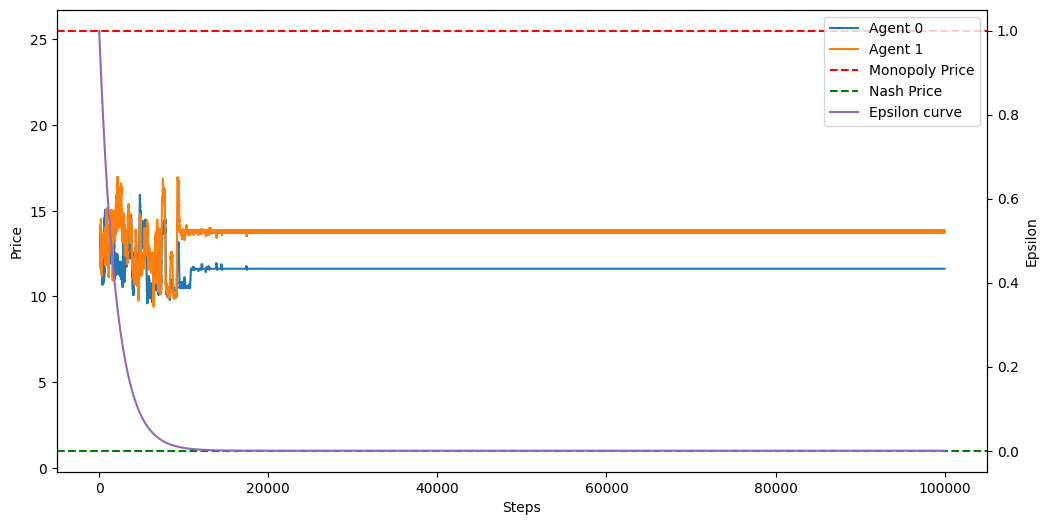 Agent 0
Agent 1
Monopoly Price
Nash Price
Epsilon curve
Price
25
20
15
10
5
0
1.0
0.8
0.6
0.4
0.2
0.0
Epsilon
0
20000
40000
60000
80000
100000
Steps